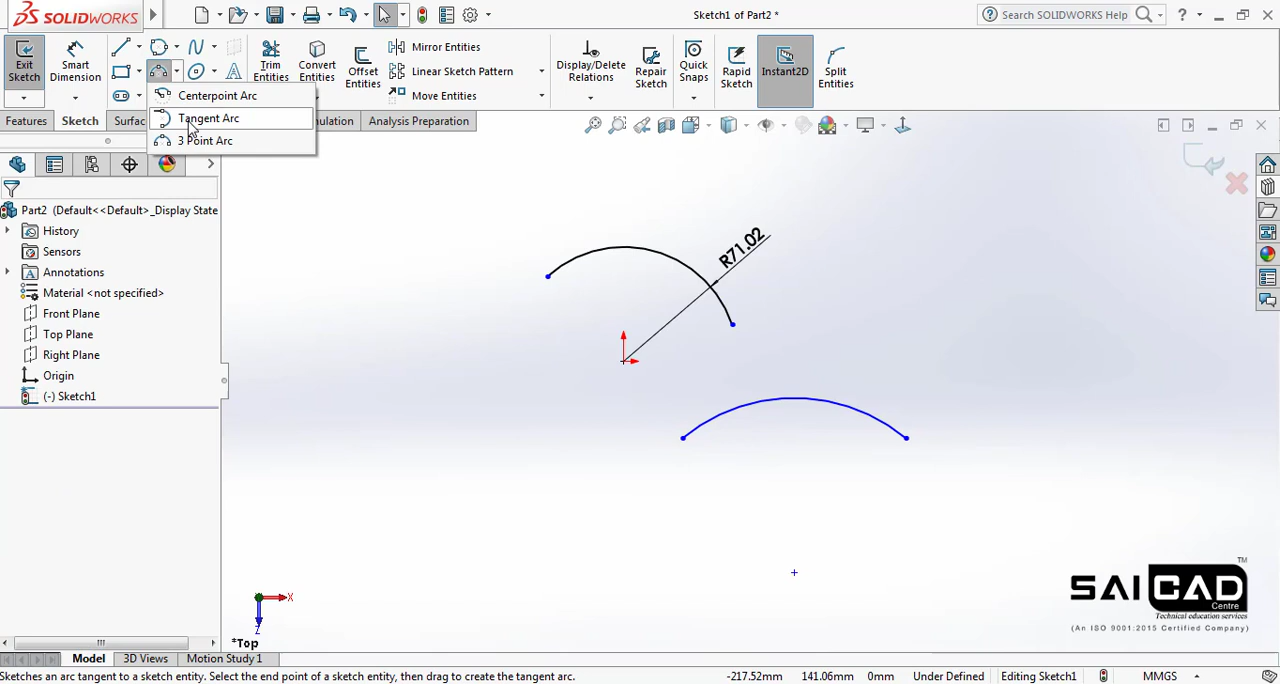 SOLIDWORKS
Sketch1 of Part2 *
Search SOLIDWORKS
?
Exit Sketch
Smart Dimension
Trim Entities
Convert Entities
Offset Entities
Mirror Entities
Linear Sketch Pattern
Move Entities
Display/Delete Relations
Repair Sketch
Quick Snaps
Rapid Sketch
Instant2D
Split Entities
Centerpoint Arc
Tangent Arc
3 Point Arc
Features
Sketch
Surfa
ulation
Analysis Preparation
Part2 (Default<<Default>_Display State
History
Sensors
Annotations
Material <not specified>
Front Plane
Top Plane
Right Plane
Origin
(-) Sketch1
R71.02
X
Z
*Top
SAI CAD
TM
Centre
Technical education services
(An ISO 9001:2015 Certified Company)
Model
3D Views
Motion Study 1
Sketches an arc tangent to a sketch entity. Select the end point of a sketch entity, then drag to create the tangent arc.
-217.52mm
141.06mm
0mm
Under Defined
Editing Sketch1
MMGS